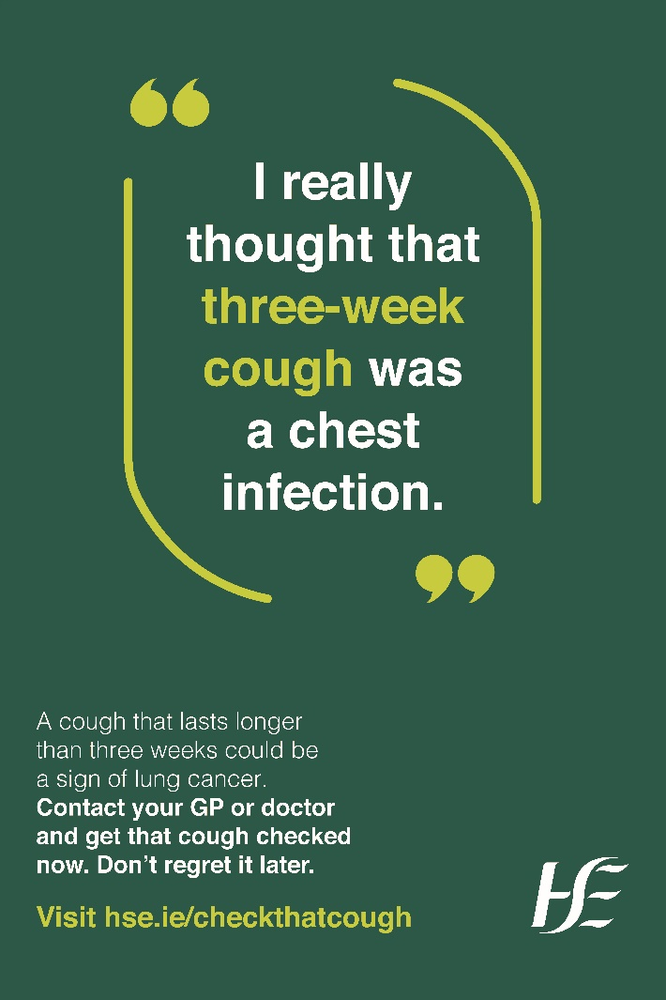 “
I really
thought that
three-week
cough was
a chest
infection.
”
A cough that lasts longer
than three weeks could be
a sign of lung cancer.
Contact your GP or doctor
and get that cough checked
now. Don’t regret it later.
Visit hse.ie/checkthatcough
HSE